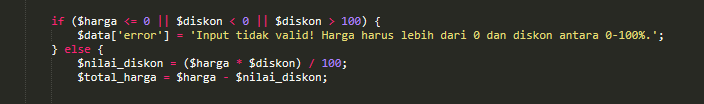 if ($harga <= 0 || $diskon < 0 || $diskon > 100) {
$data['error'] = 'Input tidak valid! Harga harus lebih dari 0 dan diskon antara 0-100%.';
} else {
$nilai_diskon = ($harga * $diskon) / 100;
$total_harga = $harga - $nilai_diskon;